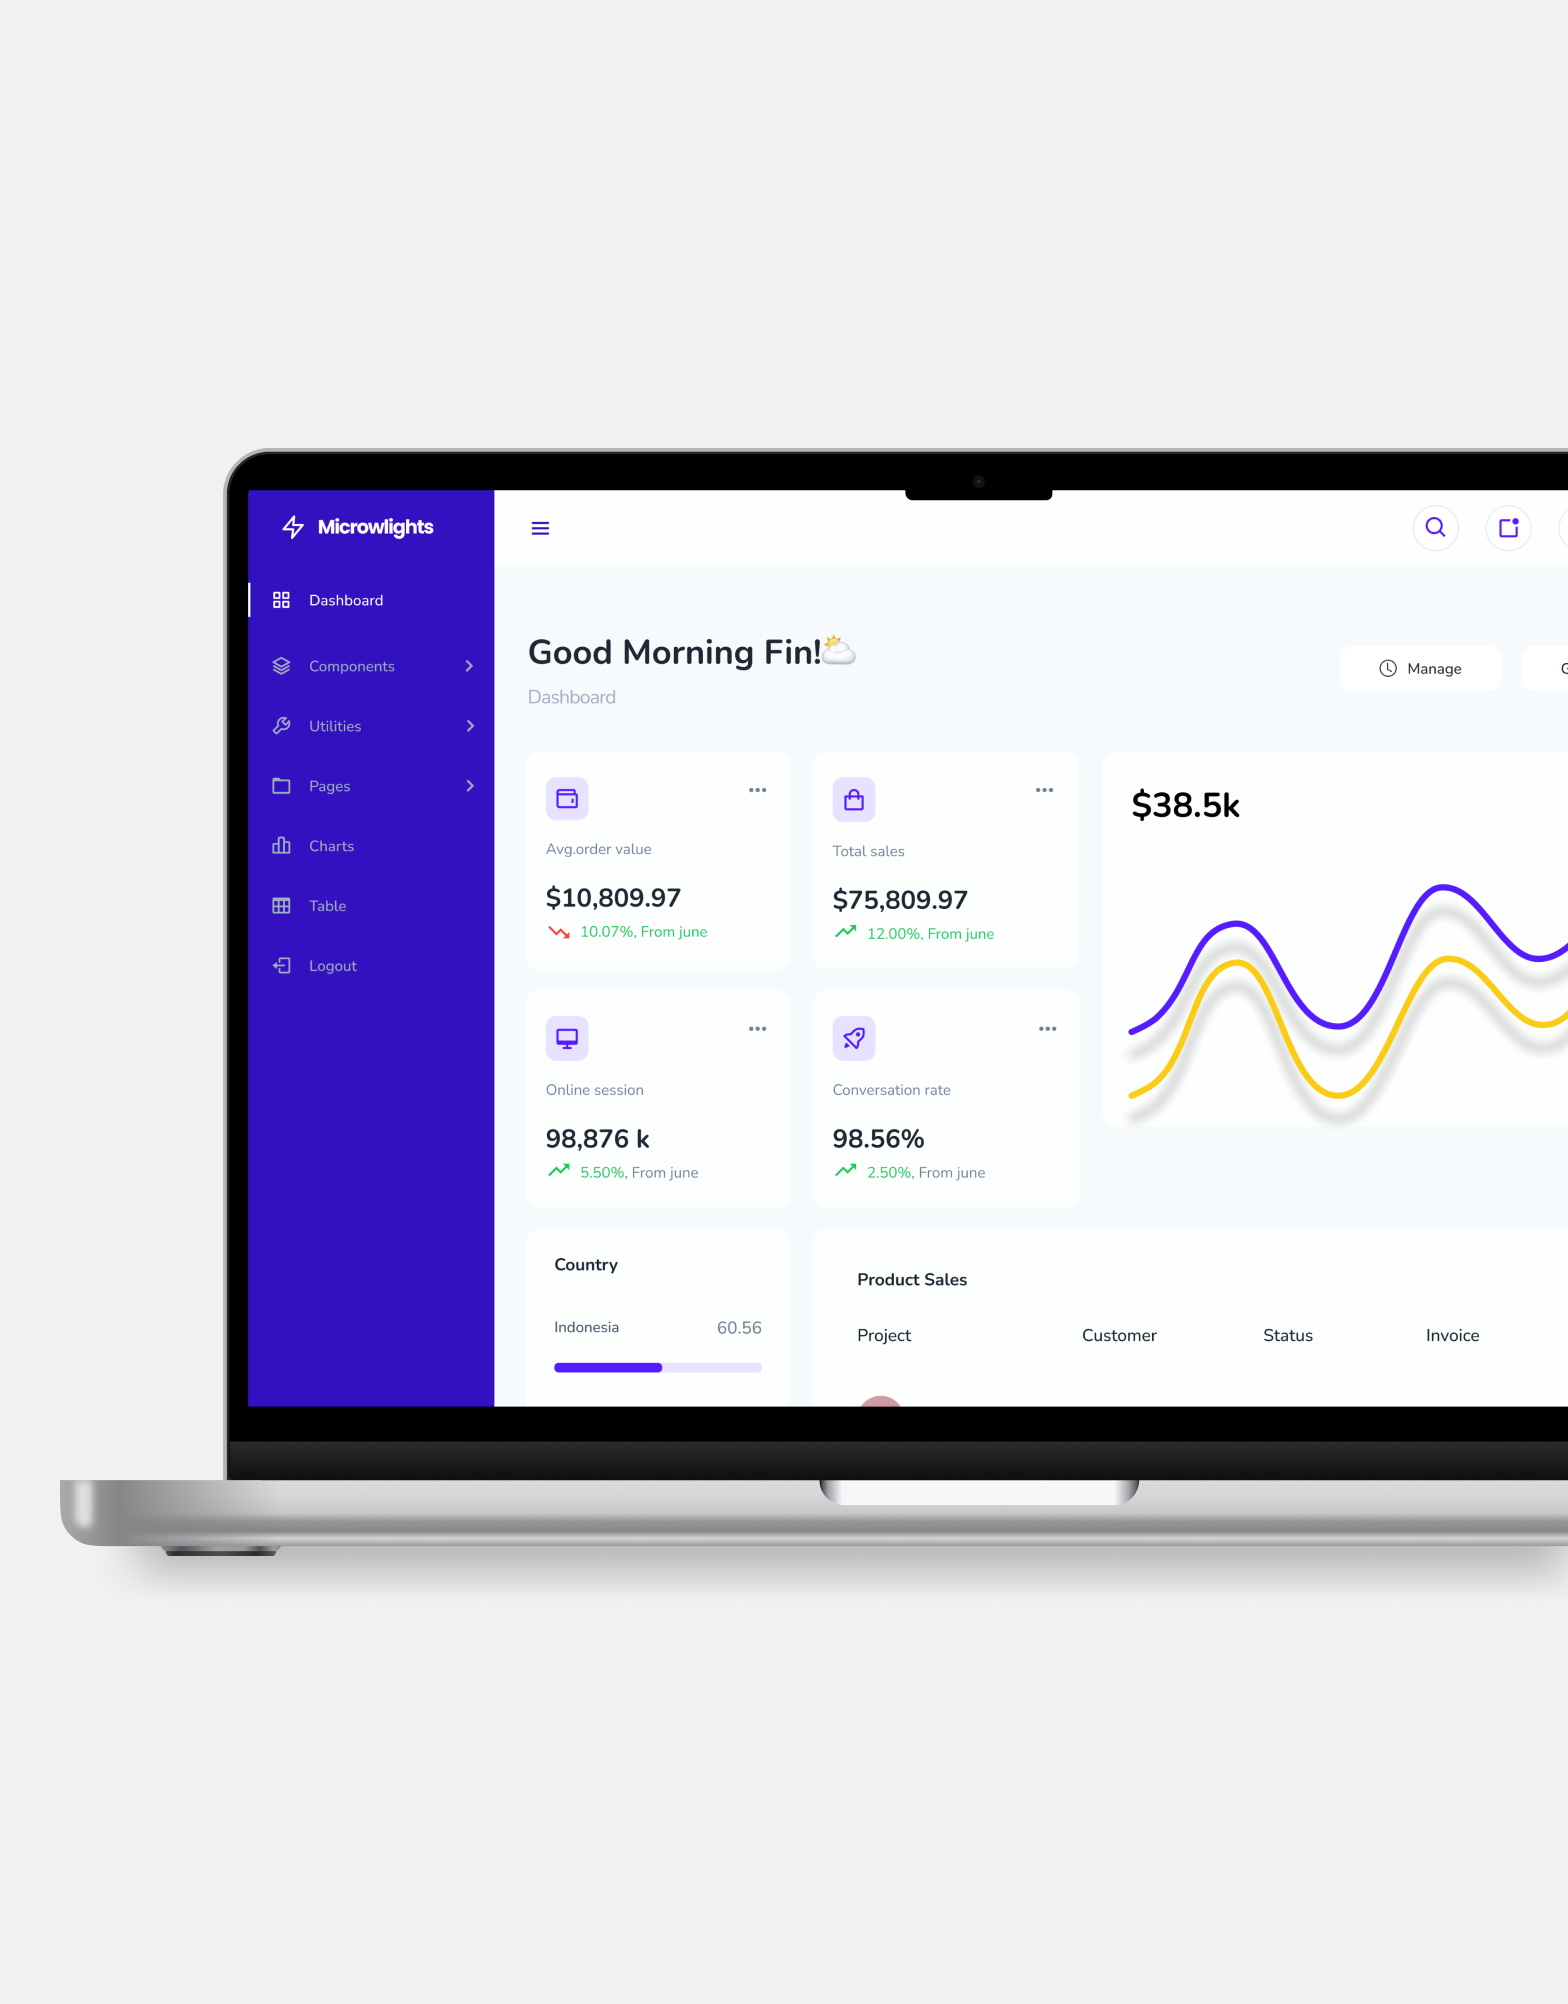 Microwlights
Dashboard
Components
Utilities
Pages
Charts
Table
Logout
Good Morning Fin!
Dashboard
Manage
Avg.order value
$10,809.97
10.07%, From june
Total sales
$75,809.97
12.00%, From june
$38.5k
Online session
98,876 k
5.50%, From june
Conversation rate
98.56%
2.50%, From june
Country
Indonesia 60.56
Product Sales
Project Customer Status Invoice